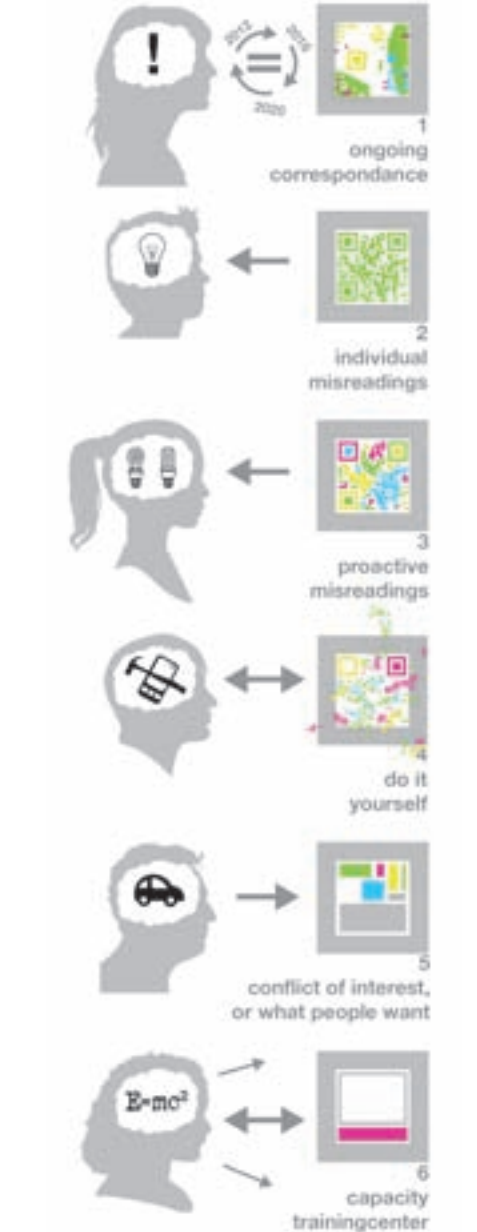 !
2012
2016
2020
1
ongoing
correspondance
2
individual
misreadings
3
proactive
misreadings
4
do it
yourself
5
conflict of interest,
or what people want
E=mc²
6
capacity
trainingcenter